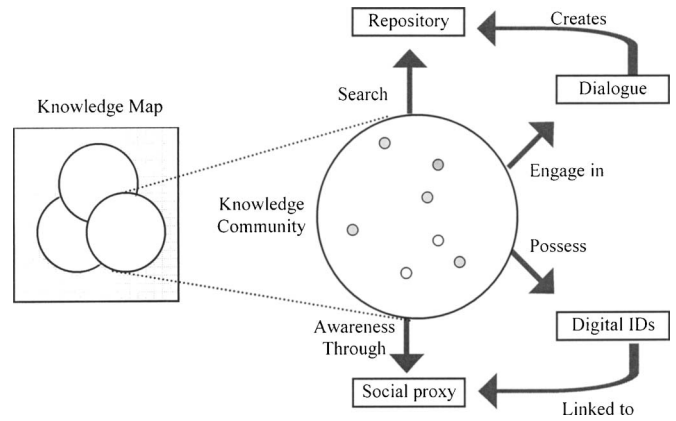 Repository
Creates
Search
Dialogue
Knowledge Map
Engage in
Knowledge
Community
Possess
Awareness
Through
Digital IDs
Social proxy
Linked to